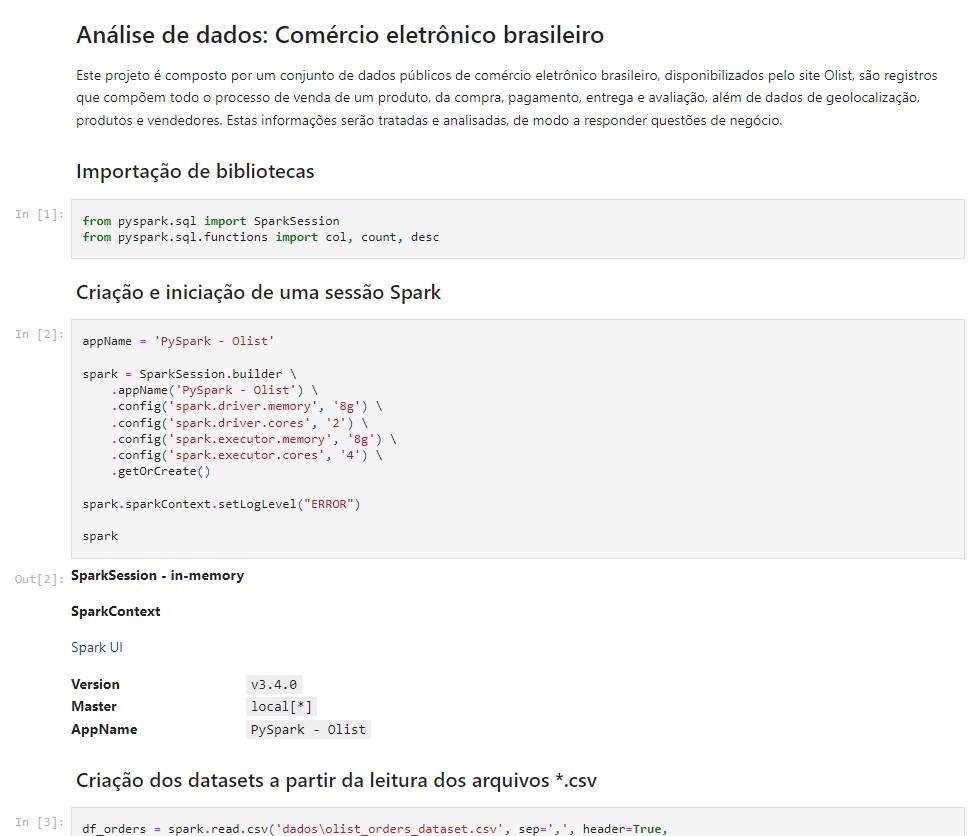 Análise de dados: Comércio eletrônico brasileiro
Este projeto é composto por um conjunto de dados públicos de comércio eletrônico brasileiro, disponibilizados pelo site Olist, são registros
que compõem todo o processo de venda de um produto, da compra, pagamento, entrega e avaliação, além de dados de geolocalização,
produtos e vendedores. Estas informações serão tratadas e analisadas, de modo a responder questões de negócio.
Importação de bibliotecas
In [1]:
from pyspark.sql import SparkSession
from pyspark.sql.functions import col, count, desc
Criação e iniciação de uma sessão Spark
In [2]:
appName = 'PySpark - Olist'
spark = SparkSession.builder \
    .appName('PySpark - Olist') \
    .config('spark.driver.memory', '8g') \
    .config('spark.driver.cores', '2') \
    .config('spark.executor.memory', '8g') \
    .config('spark.executor.cores', '4') \
    .getOrCreate()
spark.sparkContext.setLogLevel("ERROR")
spark
Out[2]:
SparkSession - in-memory
SparkContext
Spark UI
Version v3.4.0
Master local[*]
AppName PySpark - Olist
Criação dos datasets a partir da leitura dos arquivos *.csv
In [3]:
df_orders = spark.read.csv('dados\olist_orders_dataset.csv', sep=',', header=True,